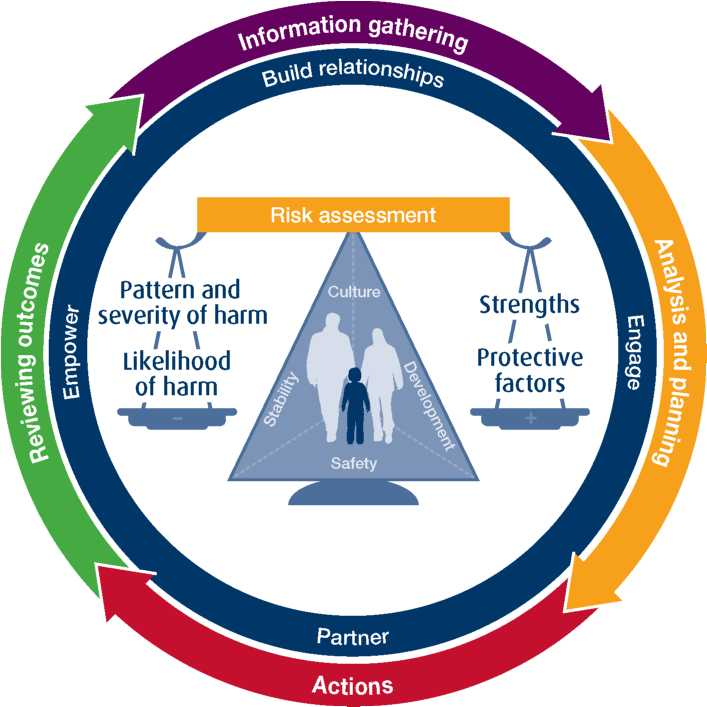 Information gathering
Build relationships
Risk assessment
Pattern and
severity of harm
Likelihood
of harm
−
Culture
Stability
Development
Safety
Strengths
Protective
factors
+
Engage
Analysis and planning
Empower
Reviewing outcomes
Partner
Actions